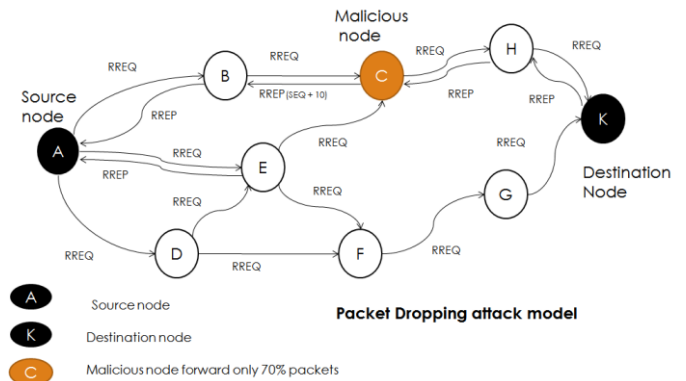 Malicious
node
RREQ
H
RREQ
RREQ
RREQ
B
C
RREP (SEQ + 10)
RREP
RREP
K
Source
node
RREP
A
RREQ
RREQ
RREQ
RREP
E
Destination
Node
RREQ
RREQ
G
RREQ
D
RREQ
F
RREQ
Packet Dropping attack model
A Source node
K Destination node
C Malicious node forward only 70% packets